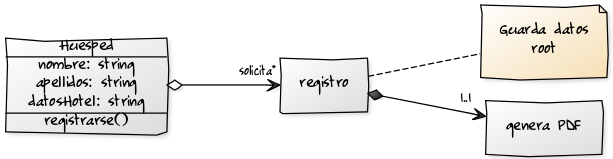 Huesped
nombre: string
apellidos: string
datosHotel: string
registrarse()
solicita*
registro
Guarda datos
root
1..1
genera PDF